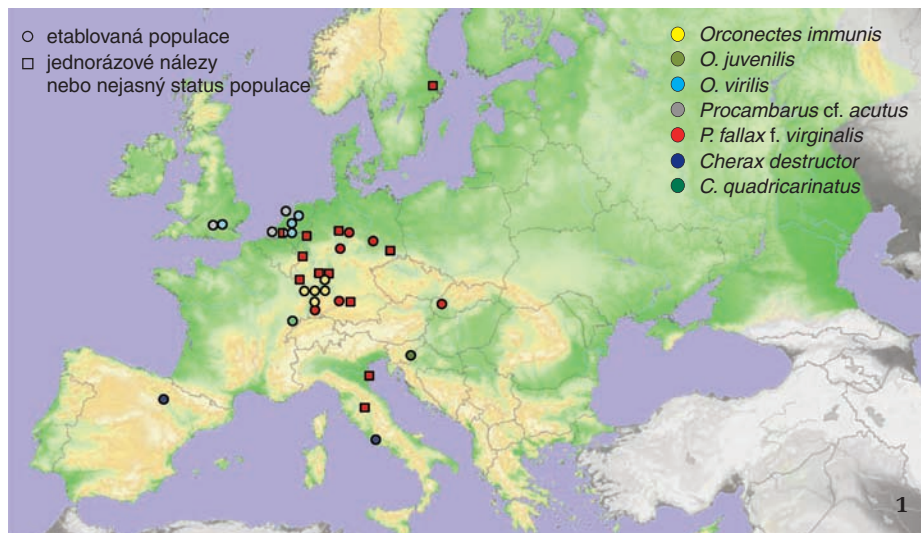 etablovaná populace
jednorázové nálezy
nebo nejasný status populace
Orconectes immunis
O. juvenilis
O. virilis
Procambarus cf. acutus
P. fallax f. virginalis
Cherax destructor
C. quadricarinatus
1